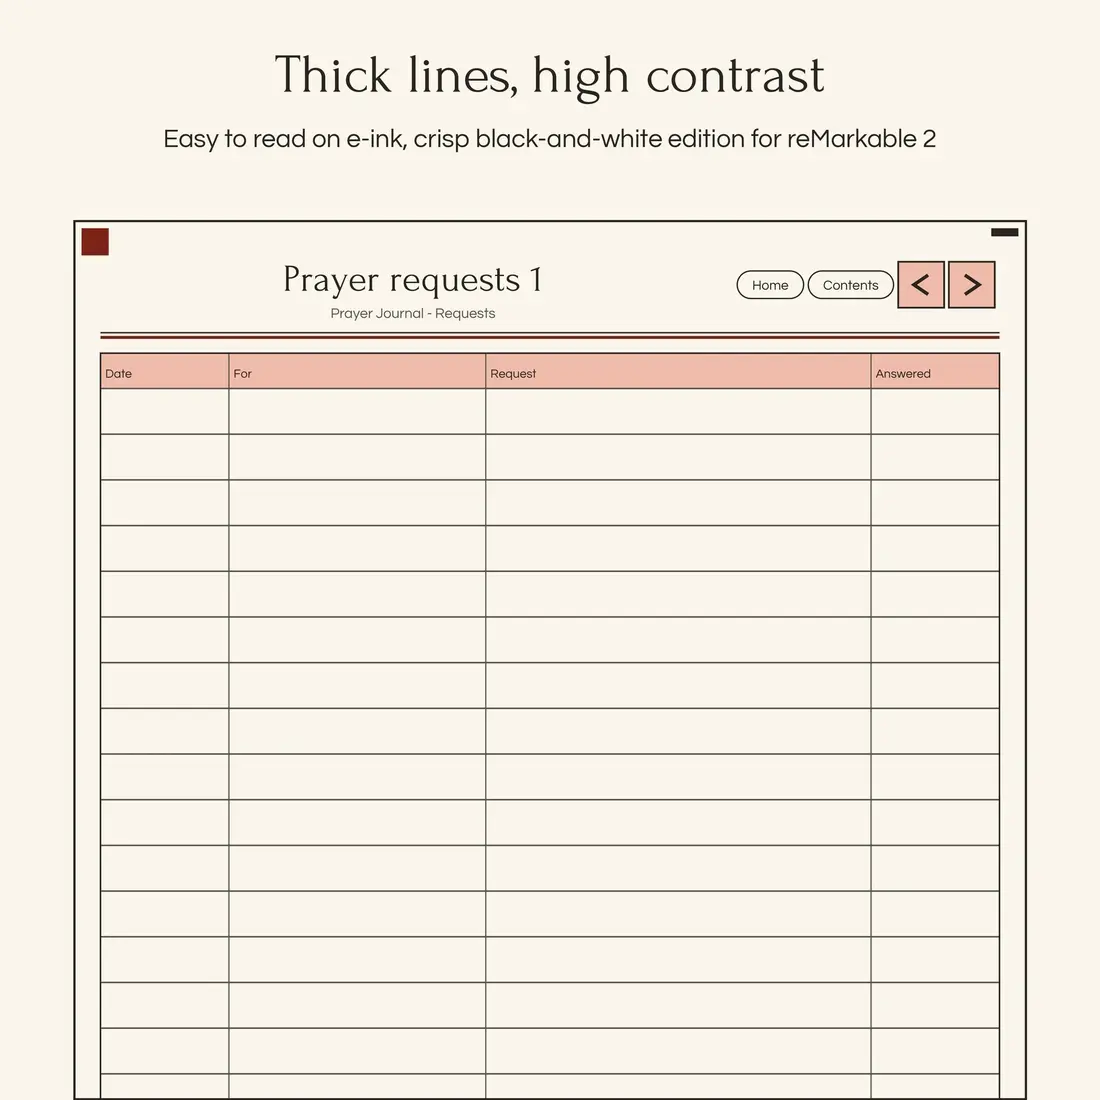 Thick lines, high contrast
Easy to read on e-ink, crisp black-and-white edition for reMarkable 2
Prayer requests 1
Home
Contents
<
>
Prayer Journal - Requests
Date
For
Request
Answered